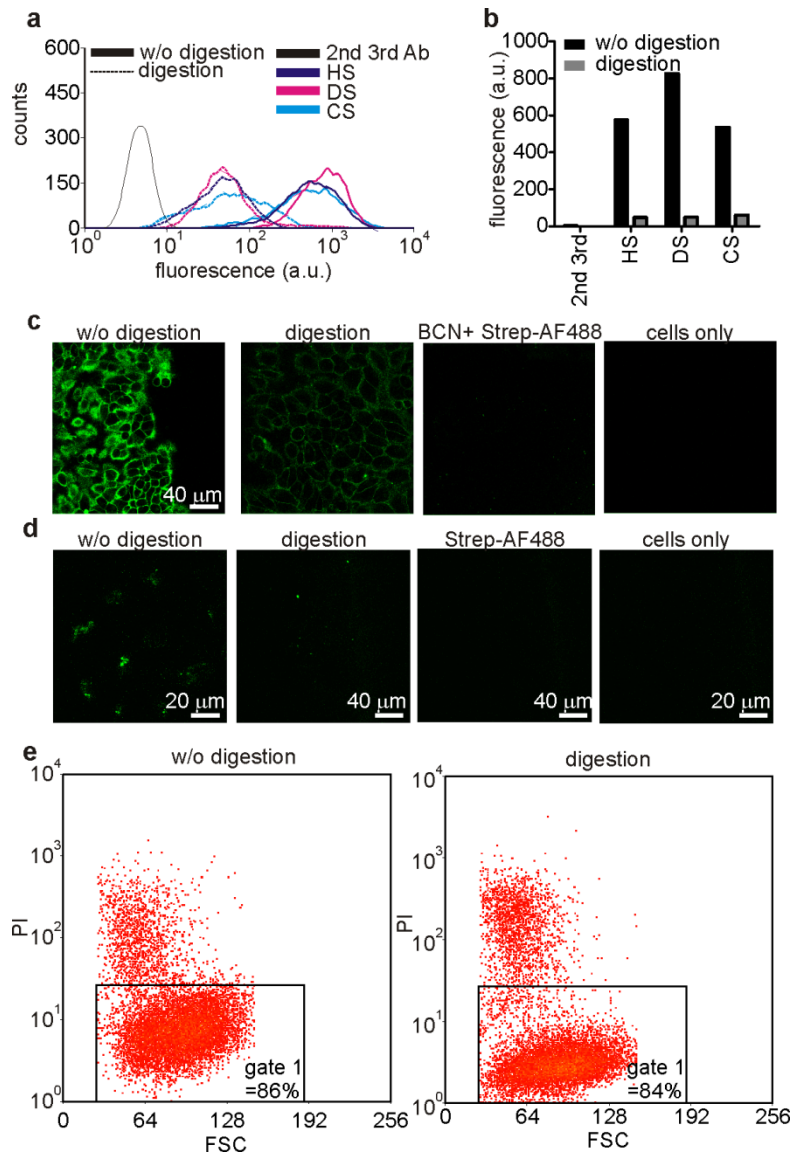 a
600
450
300
150
0
counts
w/o digestion
digestion
2nd 3rd Ab
HS
DS
CS
10^0 10^1 10^2 10^3 10^4
fluorescence (a.u.)
b
1000
800
600
400
200
0
fluorescence (a.u.)
w/o digestion
digestion
2nd 3rd
HS
DS
CS
c
w/o digestion
digestion
BCN+ Strep-AF488
cells only
40 μm
d
w/o digestion
digestion
Strep-AF488
cells only
20 μm
40 μm
40 μm
20 μm
e
w/o digestion
10^4
10^3
10^2
10^1
10^0
PI
gate 1
=86%
0 64 128 192 256
FSC
digestion
10^4
10^3
10^2
10^1
10^0
PI
gate 1
=84%
0 64 128 192 256
FSC